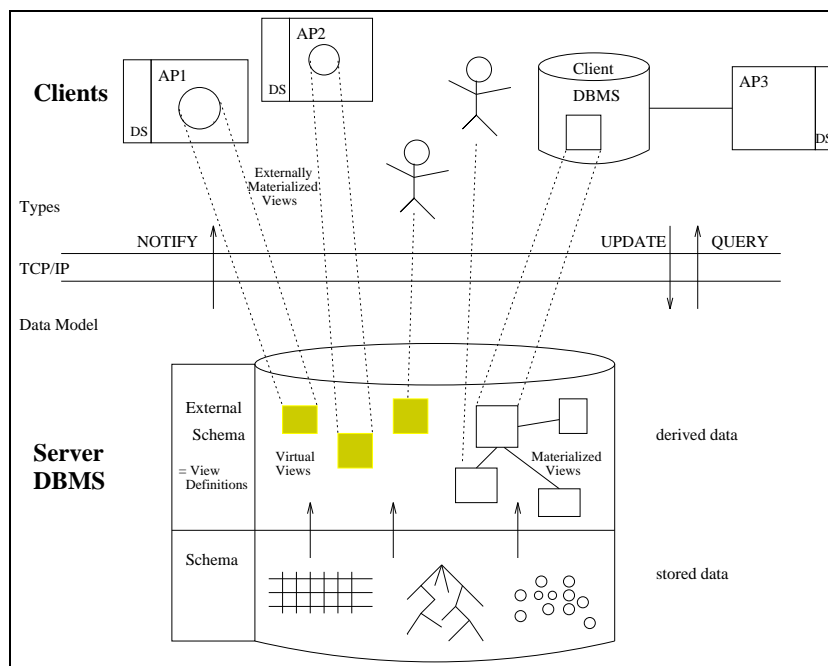 AP2
AP1
Client
DBMS
AP3
Clients
DS
DS
DS
Externally
Materialized
Views
Types
NOTIFY
UPDATE
QUERY
TCP/IP
Data Model
External
Schema
= View
Definitions
Virtual
Views
Materialized
Views
derived data
Server
DBMS
Schema
stored data